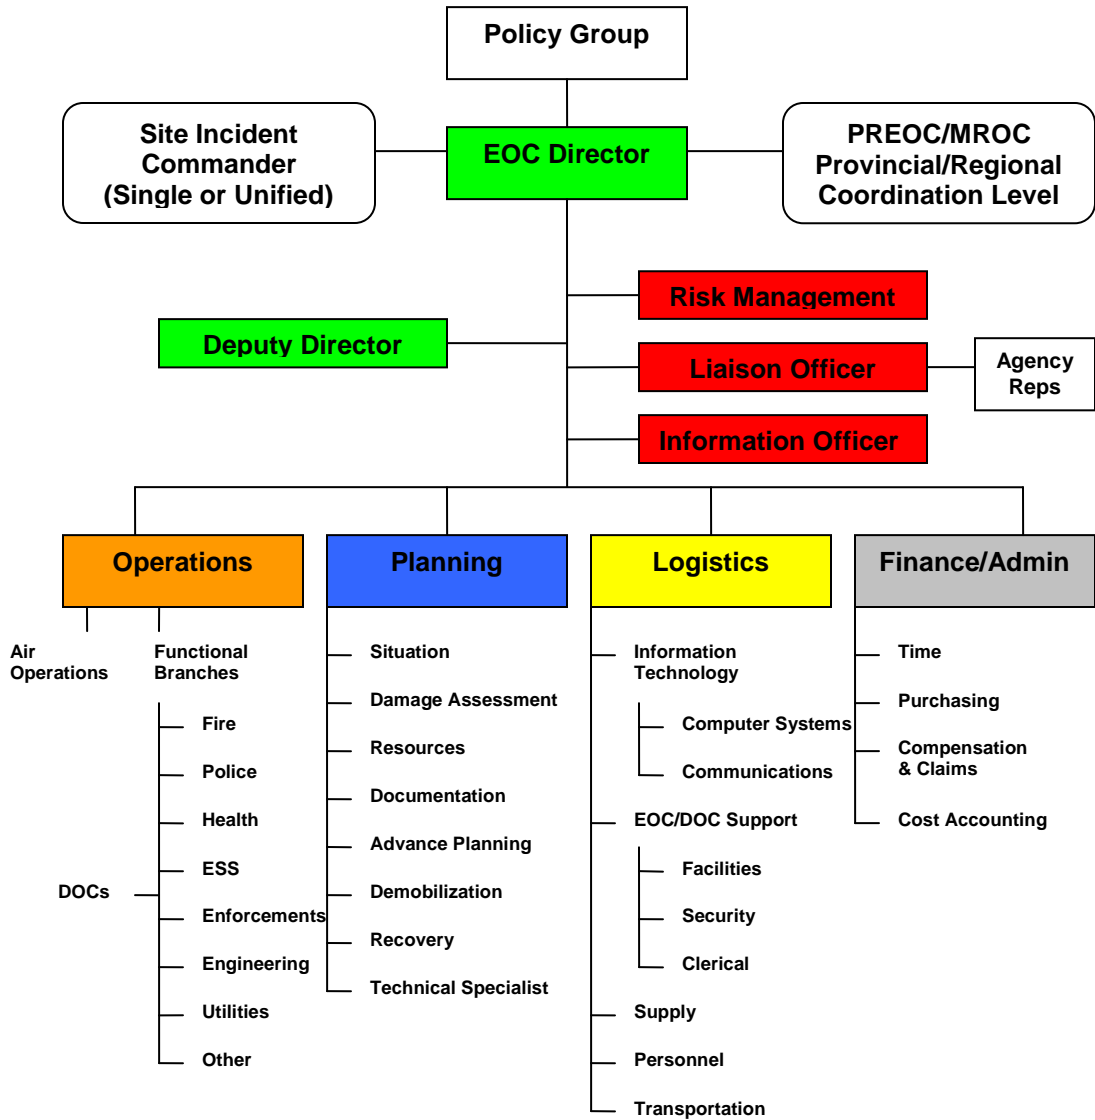 Policy Group
Site Incident
Commander
(Single or Unified)
EOC Director
PREOC/MROC
Provincial/Regional
Coordination Level
Risk Management
Deputy Director
Liaison Officer
Agency
Reps
Information Officer
Operations
Planning
Logistics
Finance/Admin
Air
Operations
Functional
Branches
Fire
Police
Health
ESS
DOCs
Enforcements
Engineering
Utilities
Other
Situation
Damage Assessment
Resources
Documentation
Advance Planning
Demobilization
Recovery
Technical Specialist
Information
Technology
Computer Systems
Communications
EOC/DOC Support
Facilities
Security
Clerical
Supply
Personnel
Transportation
Time
Purchasing
Compensation
& Claims
Cost Accounting